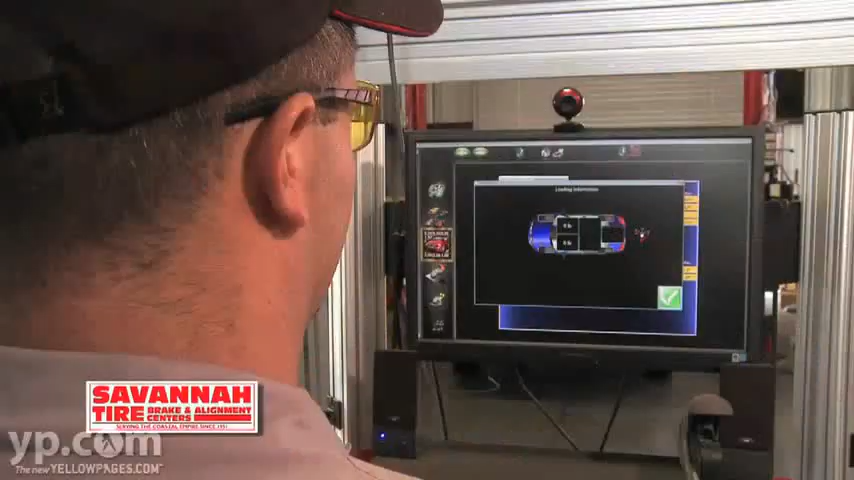 Loading Information
SAVANNAH
TIRE BRAKE & ALIGNMENT
CENTERS
SERVING THE COASTAL EMPIRE SINCE 1951
yp.com
The new YELLOWPAGES.COM